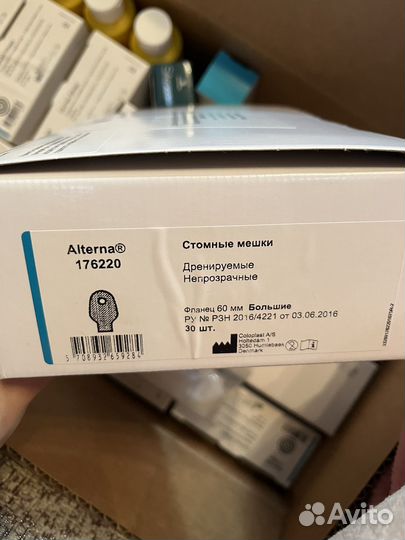 Alterna®
176220
Стомные мешки
Дренируемые
Непрозрачные
Фланец 60 мм Большие
РУ № РЗН 2016/4221 от 03.06.2016
30 шт.
Coloplast A/S
Holtedam 1
3050 Humlebaek
Denmark
5 708932 659284
Avito